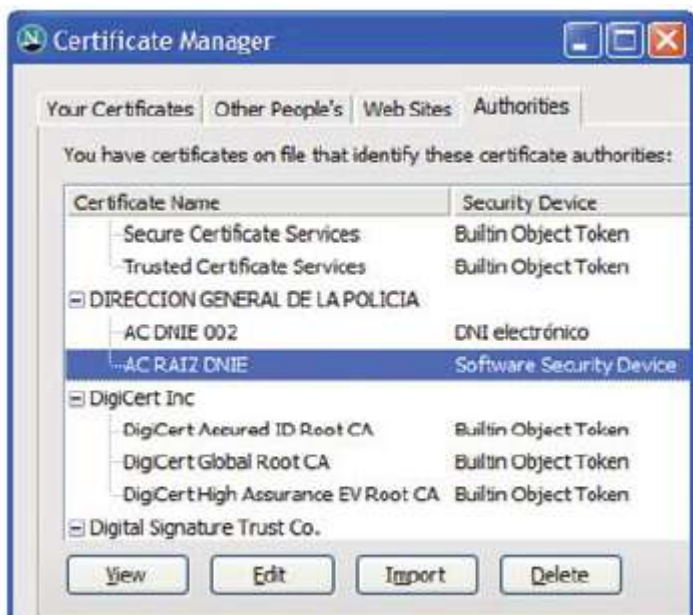 Certificate Manager
Your Certificates Other People's Web Sites Authorities
You have certificates on file that identify these certificate authorities:
Certificate Name Security Device
Secure Certificate Services Builtin Object Token
Trusted Certificate Services Builtin Object Token
DIRECCION GENERAL DE LA POLICIA
AC DNIE 002 DNI electrónico
AC RAIZ DNIE Software Security Device
DigiCert Inc
DigiCert Assured ID Root CA Builtin Object Token
DigiCert Global Root CA Builtin Object Token
DigiCert High Assurance EV Root CA Builtin Object Token
Digital Signature Trust Co.
View Edit Import Delete